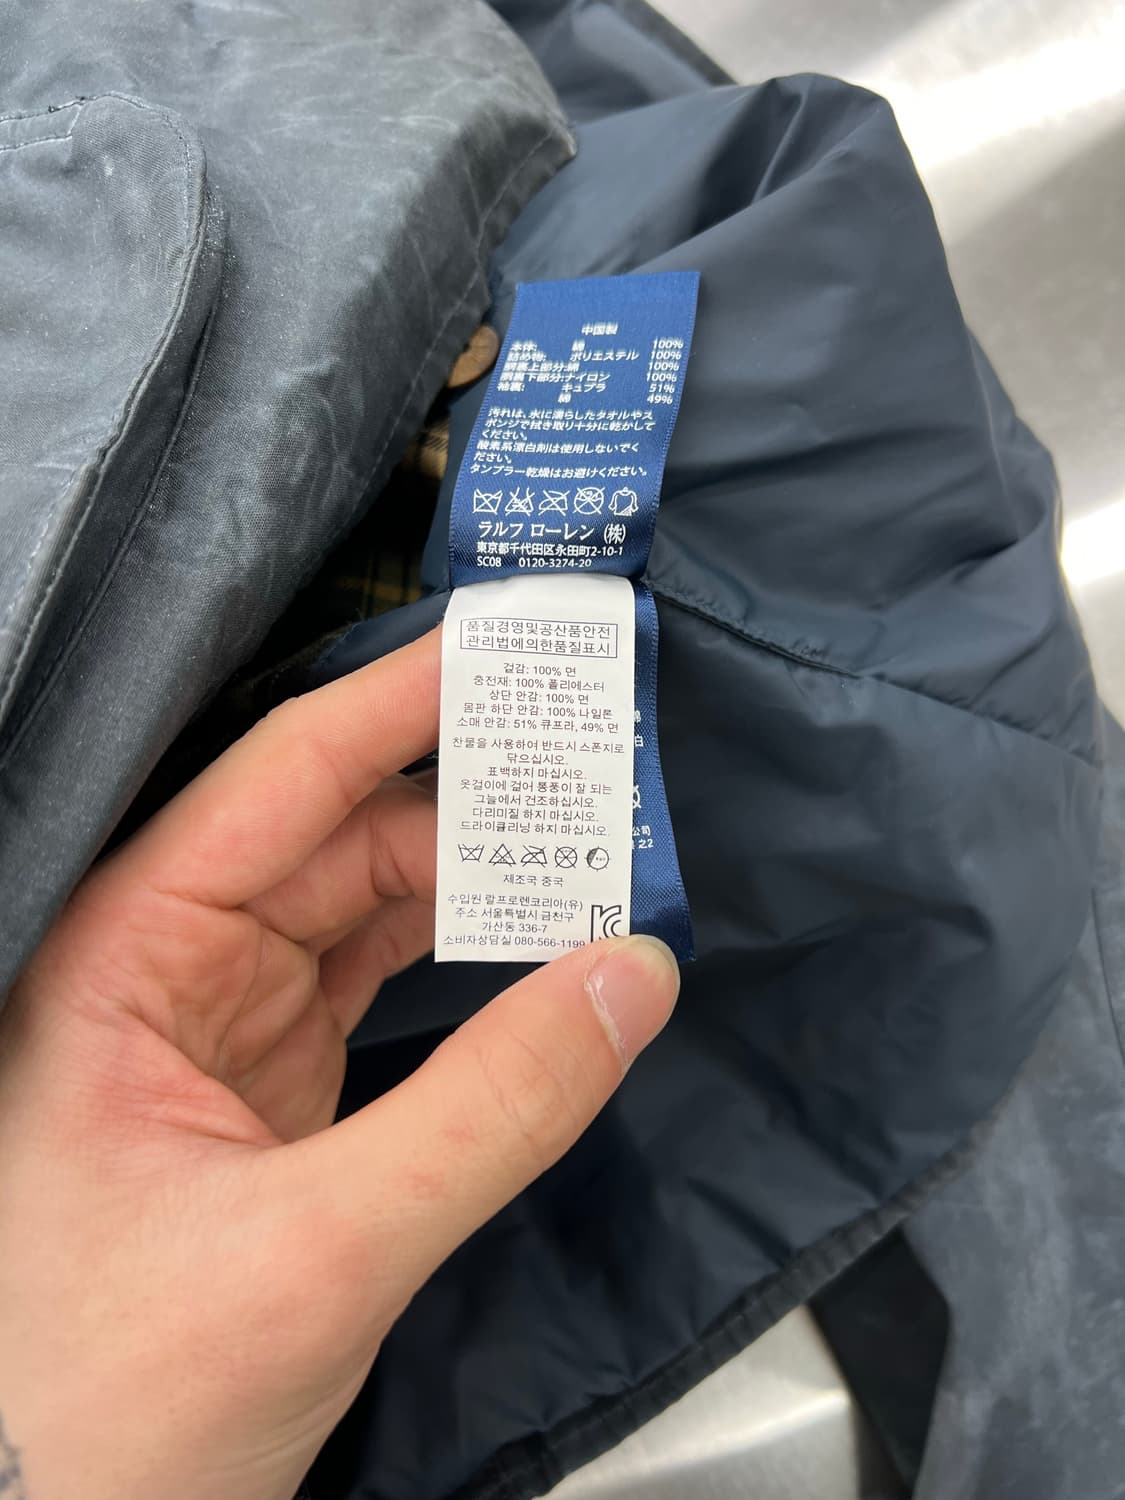 中国製
本体: 綿 100%
詰め物: ポリエステル 100%
胴裏上部分:綿 100%
胴裏下部分:ナイロン 100%
袖裏: キュプラ 51%
綿 49%
汚れは、水に濡らしたタオルやス
ポンジで拭き取り十分に乾かして
ください。
酸素系漂白剤は使用しないでく
ださい。
タンブラー乾燥はお避けください。
ラルフ ローレン (株)
東京都千代田区永田町2-10-1
SC08 0120-3274-20
품질경영및공산품안전
관리법에의한품질표시
겉감: 100% 면
충전재: 100% 폴리에스터
상단 안감: 100% 면
몸판 하단 안감: 100% 나일론
소매 안감: 51% 큐프라, 49% 면
찬물을 사용하여 반드시 스폰지로
닦으십시오.
표백하지 마십시오.
옷걸이에 걸어 통풍이 잘 되는
그늘에서 건조하십시오.
다리미질 하지 마십시오.
드라이클리닝 하지 마십시오.
제조국 중국
수입원 랄프로렌코리아(유)
주소 서울특별시 금천구
가산동 336-7
소비자상담실 080-566-1199
綿
白
公司
之2